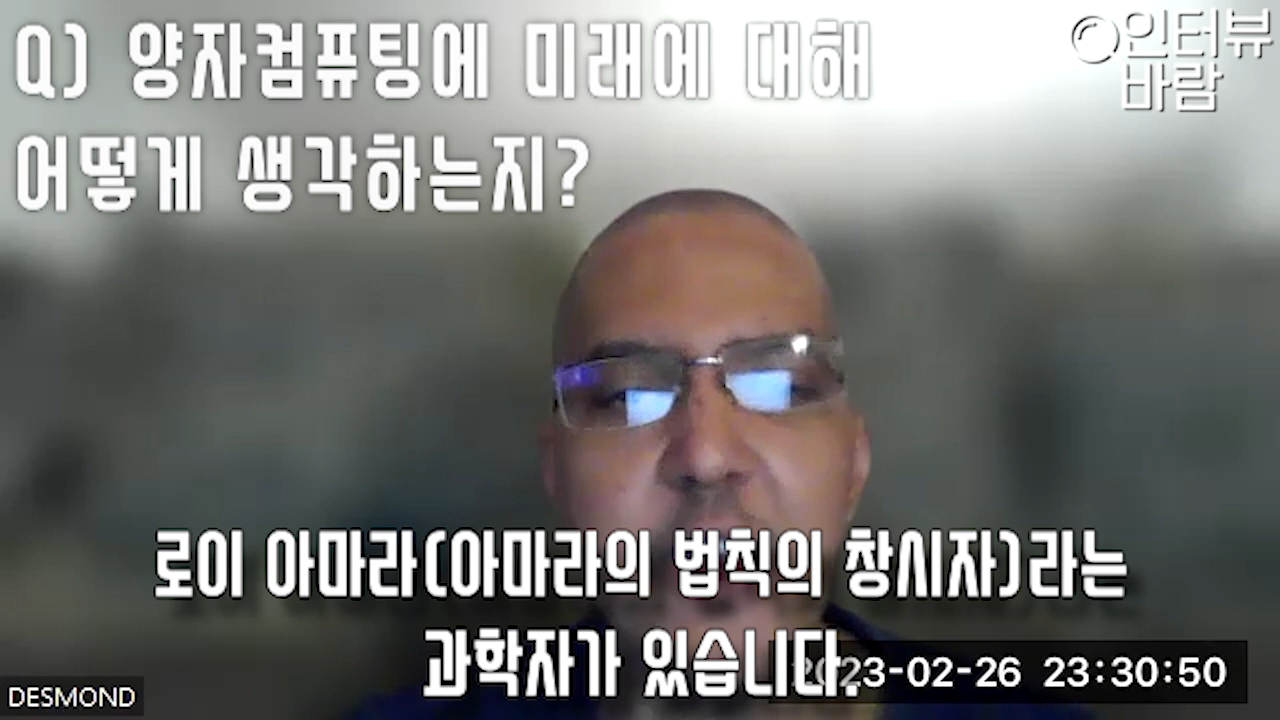 Q) 양자컴퓨팅에 미래에 대해
어떻게 생각하는지?
인터뷰
바람
로이 아마라(아마라의 법칙의 창시자)라는
과학자가 있습니다.
2023-02-26 23:30:50
DESMOND